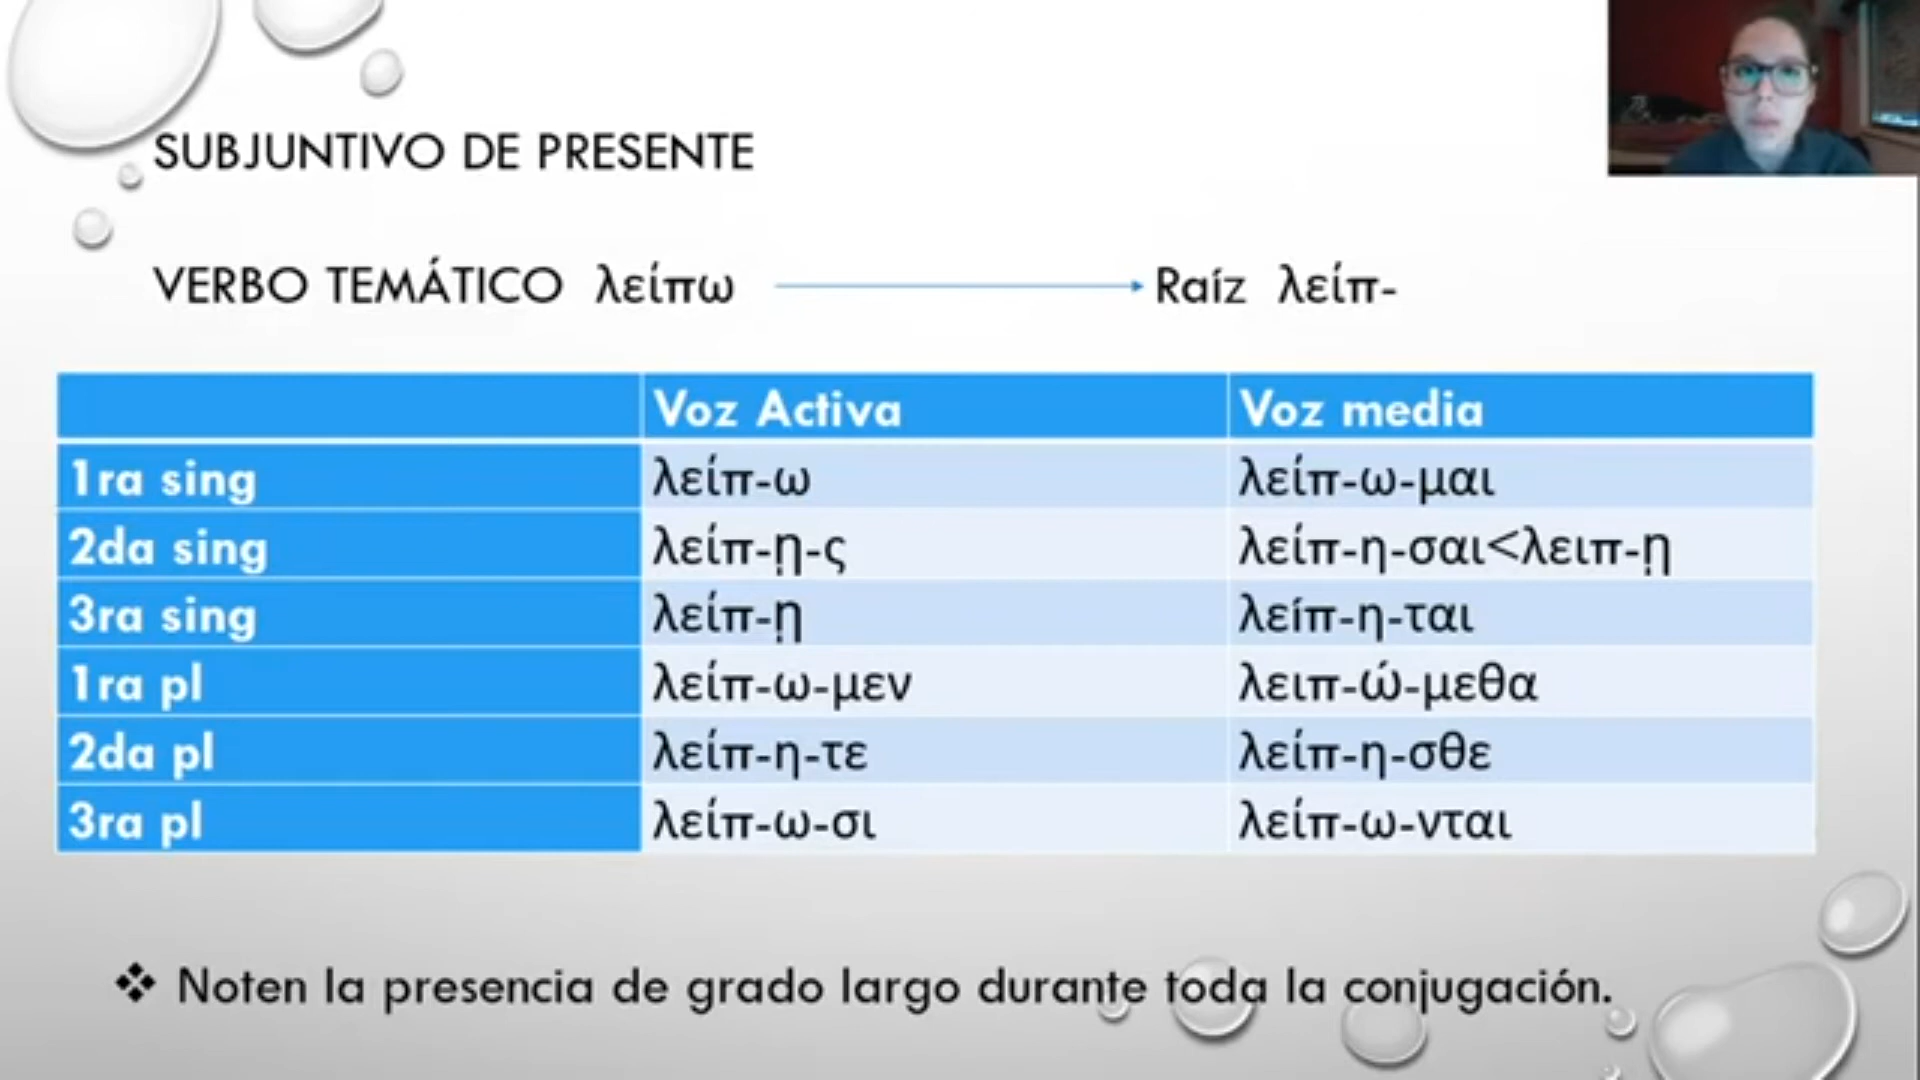 SUBJUNTIVO DE PRESENTE
VERBO TEMÁTICO λείπω Raíz λείπ-
Voz Activa Voz media
1ra sing λείπ-ω λείπ-ω-μαι
2da sing λείπ-ῃ-ς λείπ-η-σαι<λειπ-ῃ
3ra sing λείπ-ῃ λείπ-η-ται
1ra pl λείπ-ω-μεν λειπ-ώ-μεθα
2da pl λείπ-η-τε λείπ-η-σθε
3ra pl λείπ-ω-σι λείπ-ω-νται
❖ Noten la presencia de grado largo durante toda la conjugación.